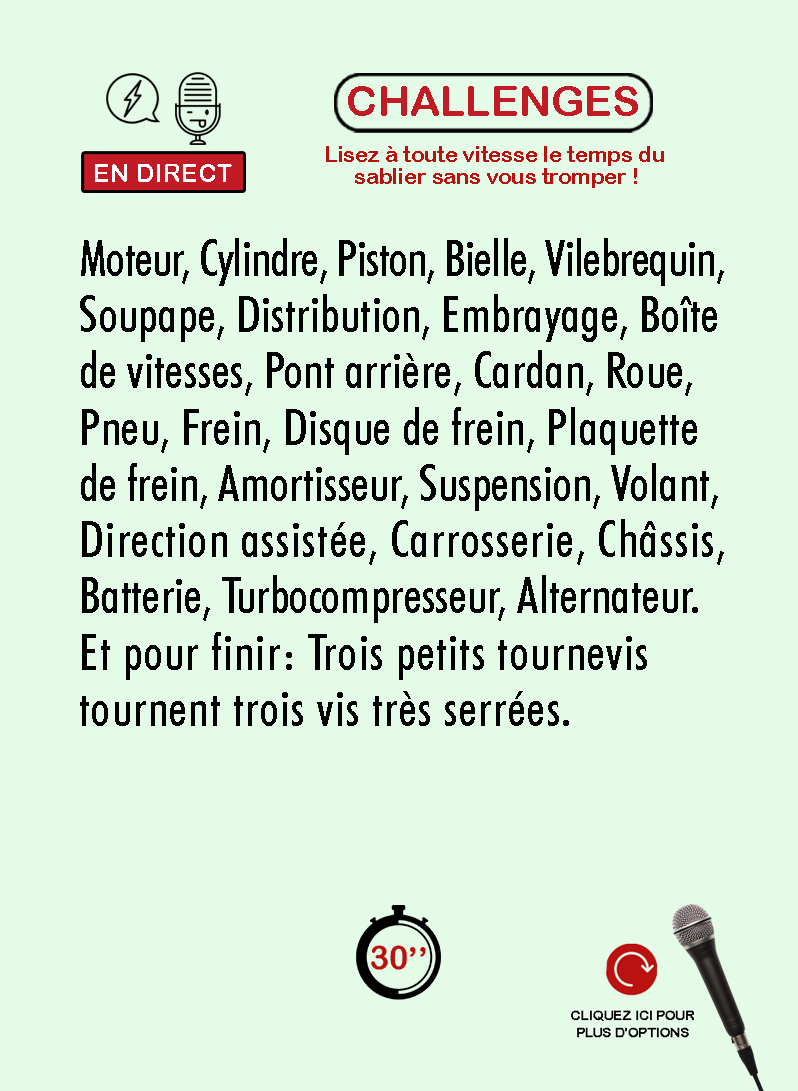 EN DIRECT
CHALLENGES
Lisez à toute vitesse le temps du
sablier sans vous tromper !
Moteur, Cylindre, Piston, Bielle, Vilebrequin,
Soupape, Distribution, Embrayage, Boîte
de vitesses, Pont arrière, Cardan, Roue,
Pneu, Frein, Disque de frein, Plaquette
de frein, Amortisseur, Suspension, Volant,
Direction assistée, Carrosserie, Châssis,
Batterie, Turbocompresseur, Alternateur.
Et pour finir: Trois petits tournevis
tournent trois vis très serrées.
30’’
CLIQUEZ ICI POUR
PLUS D'OPTIONS